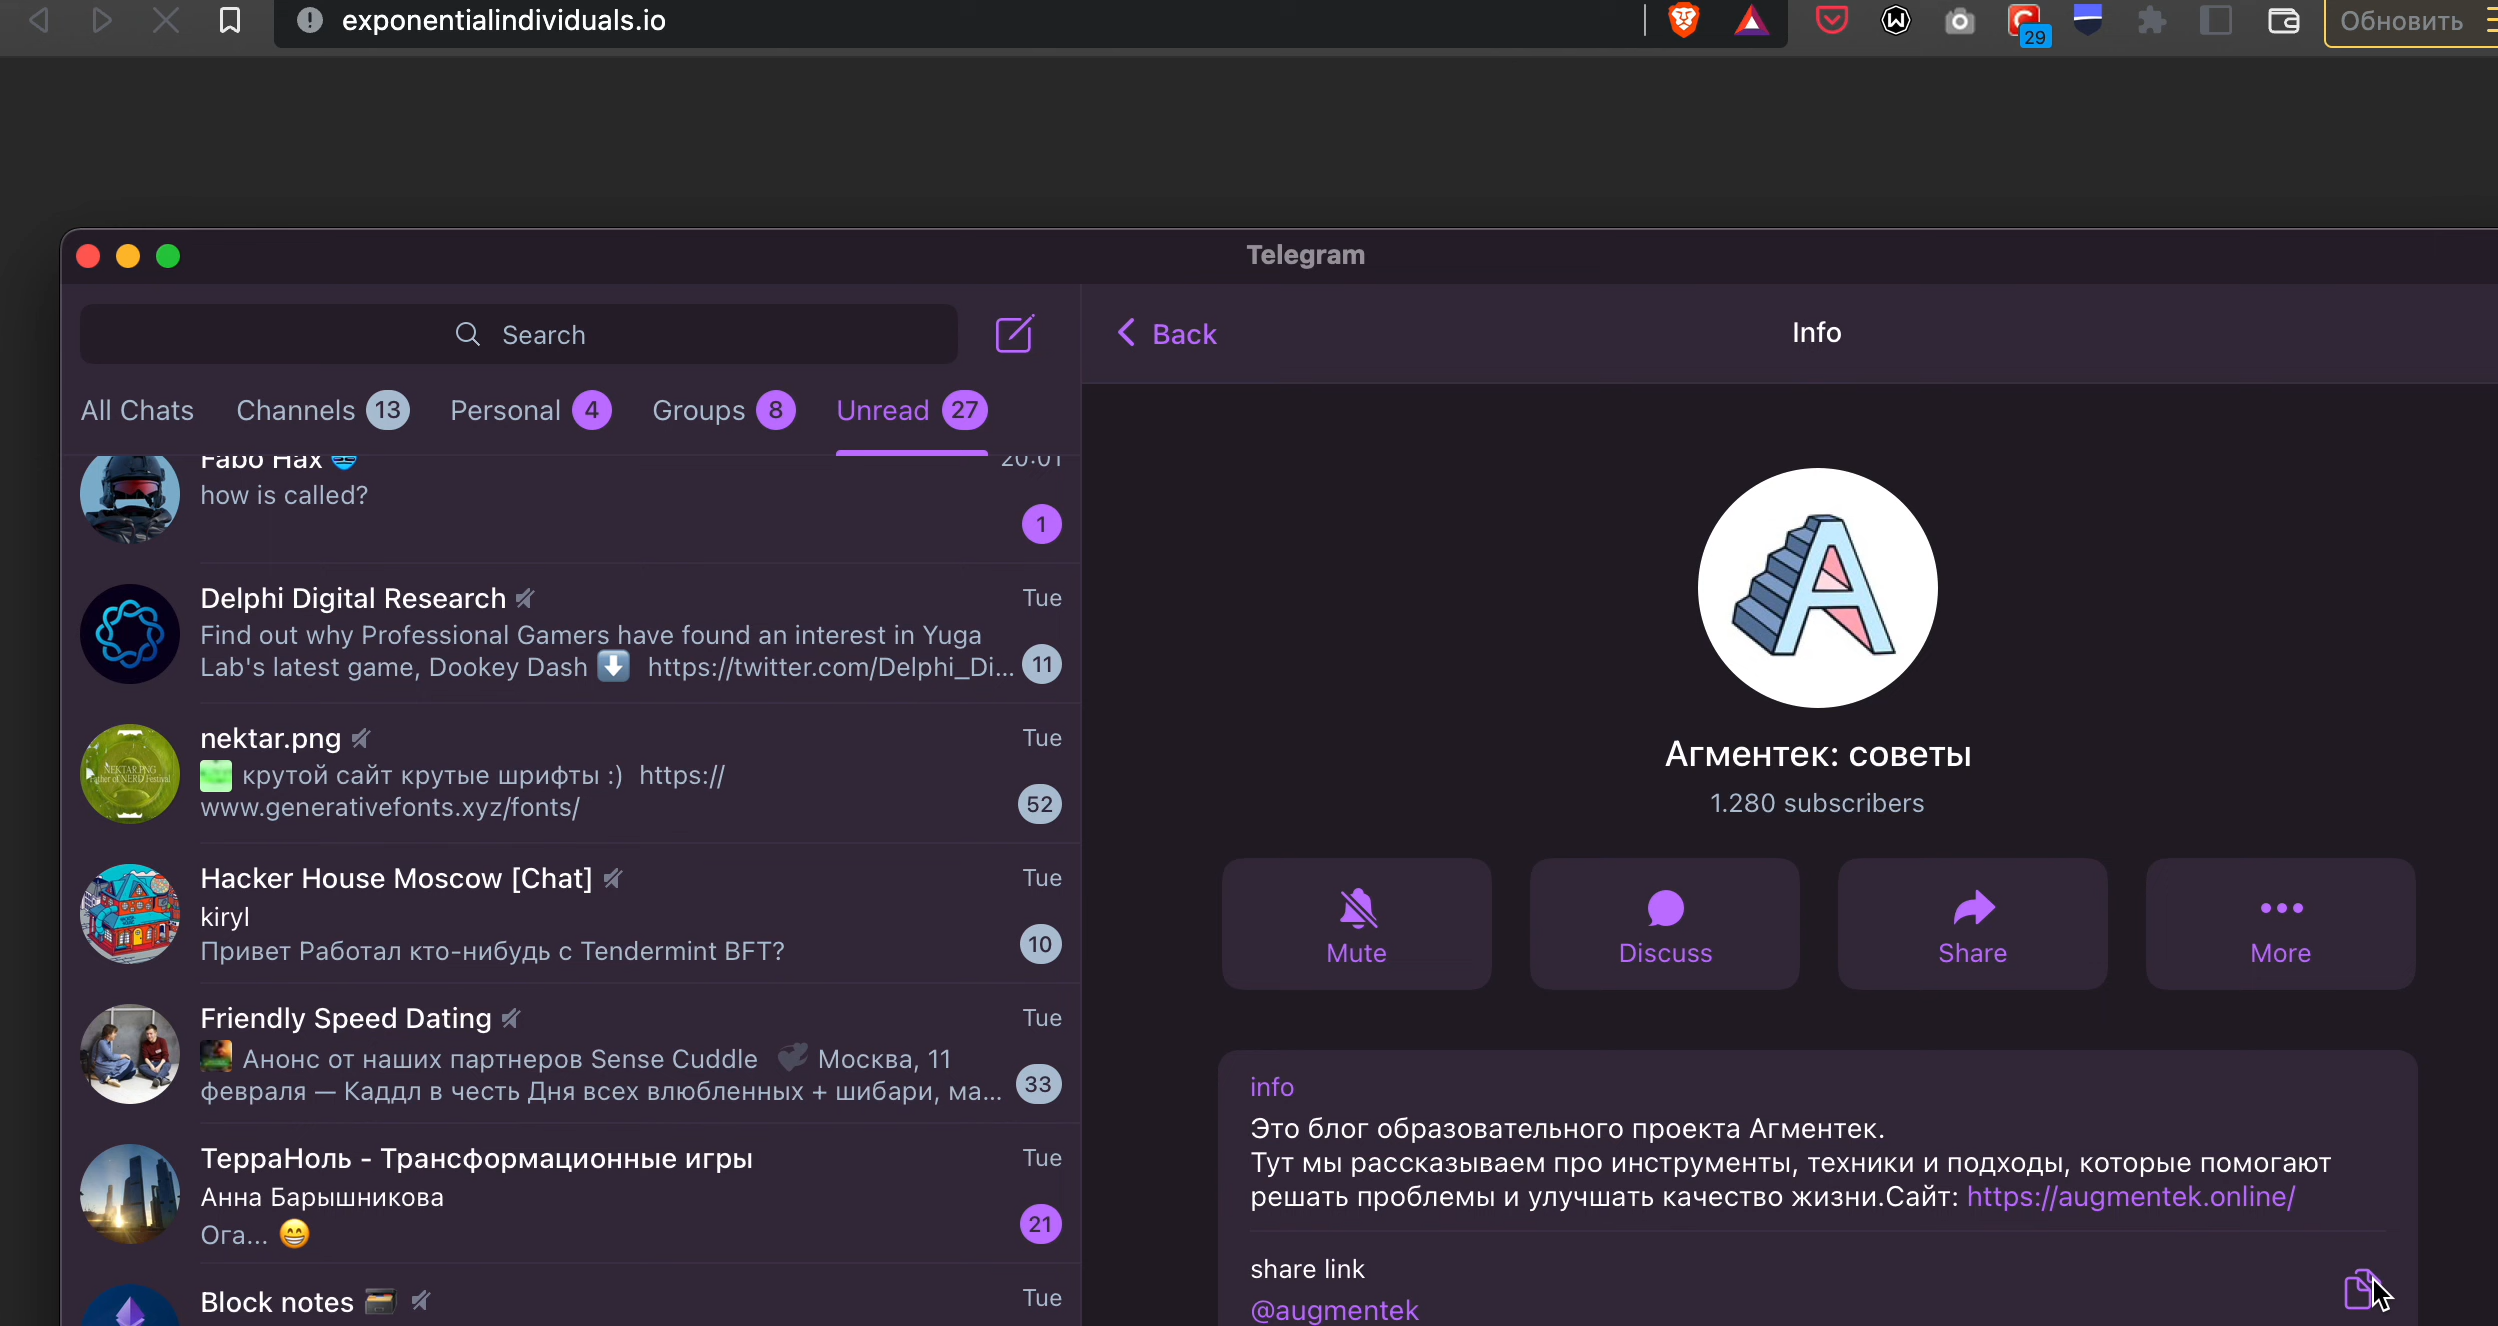 exponentialindividuals.io
29
Обновить
Telegram
Search
All Chats
Channels 13
Personal 4
Groups 8
Unread 27
Fabo Hax
20:01
how is called?
1
Delphi Digital Research
Tue
Find out why Professional Gamers have found an interest in Yuga
Lab's latest game, Dookey Dash ⬇️ https://twitter.com/Delphi_Di...
11
nektar.png
Tue
крутой сайт крутые шрифты :) https://
www.generativefonts.xyz/fonts/
52
Hacker House Moscow [Chat]
Tue
kiryl
Привет Работал кто-нибудь с Tendermint BFT?
10
Friendly Speed Dating
Tue
Анонс от наших партнеров Sense Cuddle Москва, 11
февраля — Каддл в честь Дня всех влюбленных + шибари, ма...
33
ТерраНоль - Трансформационные игры
Tue
Анна Барышникова
Ога... 😁
21
Block notes
Tue
Back
Info
Агментек: советы
1.280 subscribers
Mute
Discuss
Share
More
info
Это блог образовательного проекта Агментек.
Тут мы рассказываем про инструменты, техники и подходы, которые помогают
решать проблемы и улучшать качество жизни.Сайт: https://augmentek.online/
share link
@augmentek